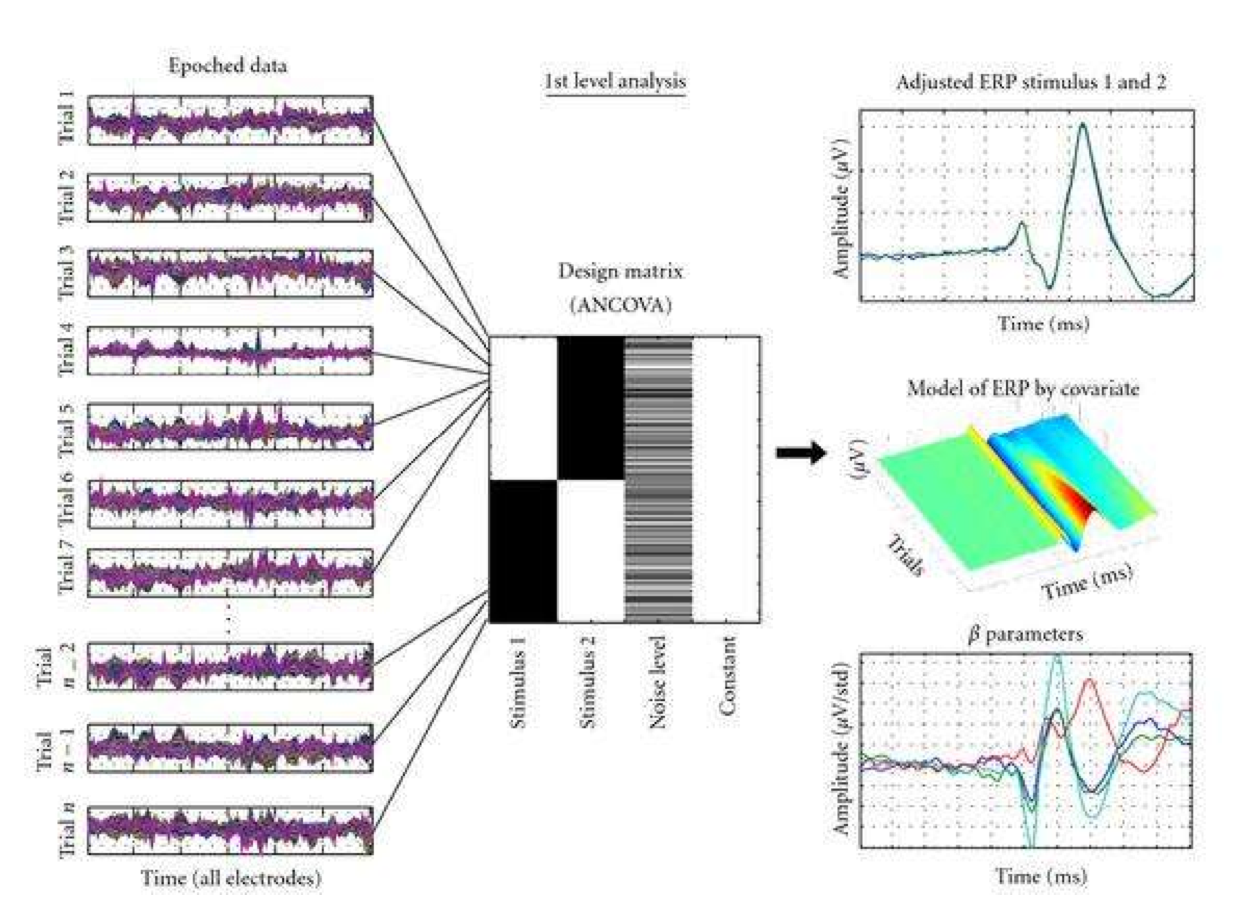 Epoched data
Trial 1
Trial 2
Trial 3
Trial 4
Trial 5
Trial 6
Trial 7
Trial
n − 2
Trial
n − 1
Trial n
Time (all electrodes)
1st level analysis
Design matrix
(ANCOVA)
Stimulus 1
Stimulus 2
Noise level
Constant
Adjusted ERP stimulus 1 and 2
Amplitude (μV)
Time (ms)
Model of ERP by covariate
(μV)
Trials
Time (ms)
β parameters
Amplitude (μV/std)
Time (ms)